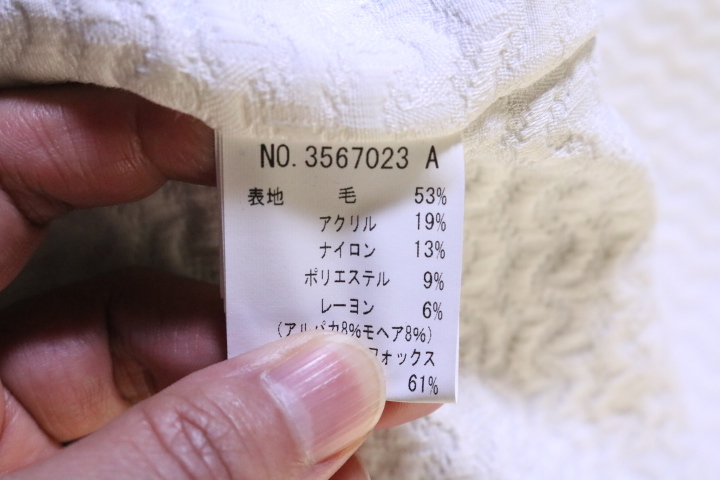 NO. 3567023 A
表地 毛 53%
アクリル 19%
ナイロン 13%
ポリエステル 9%
レーヨン 6%
(アルパカ8%モヘア8%)
フォックス
61%